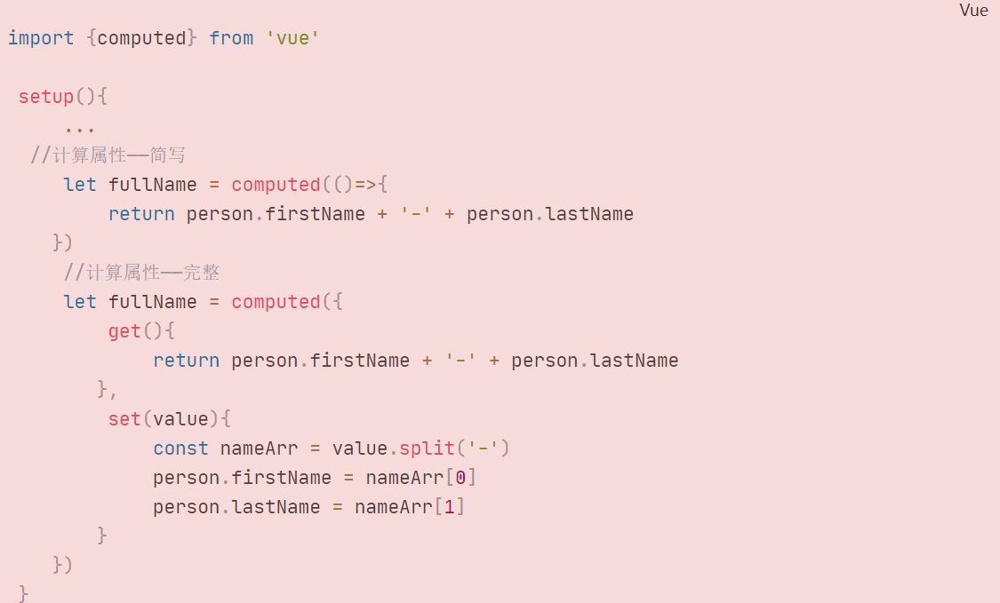 Vue
import {computed} from 'vue'
setup(){
...
//计算属性——简写
let fullName = computed(()=>{
return person.firstName + '-' + person.lastName
})
//计算属性——完整
let fullName = computed({
get(){
return person.firstName + '-' + person.lastName
},
set(value){
const nameArr = value.split('-')
person.firstName = nameArr[0]
person.lastName = nameArr[1]
}
})
}